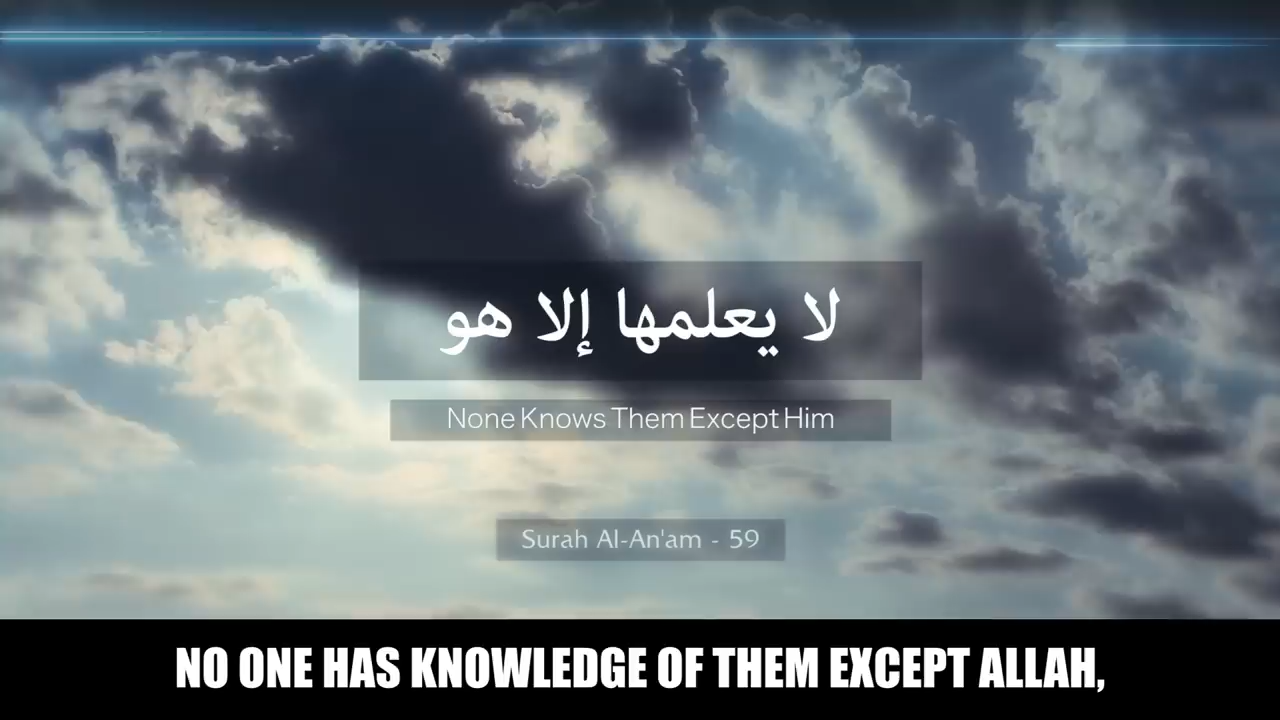 لا يعلمها إلا هو
None Knows Them Except Him
Surah Al-An'am - 59
NO ONE HAS KNOWLEDGE OF THEM EXCEPT ALLAH,